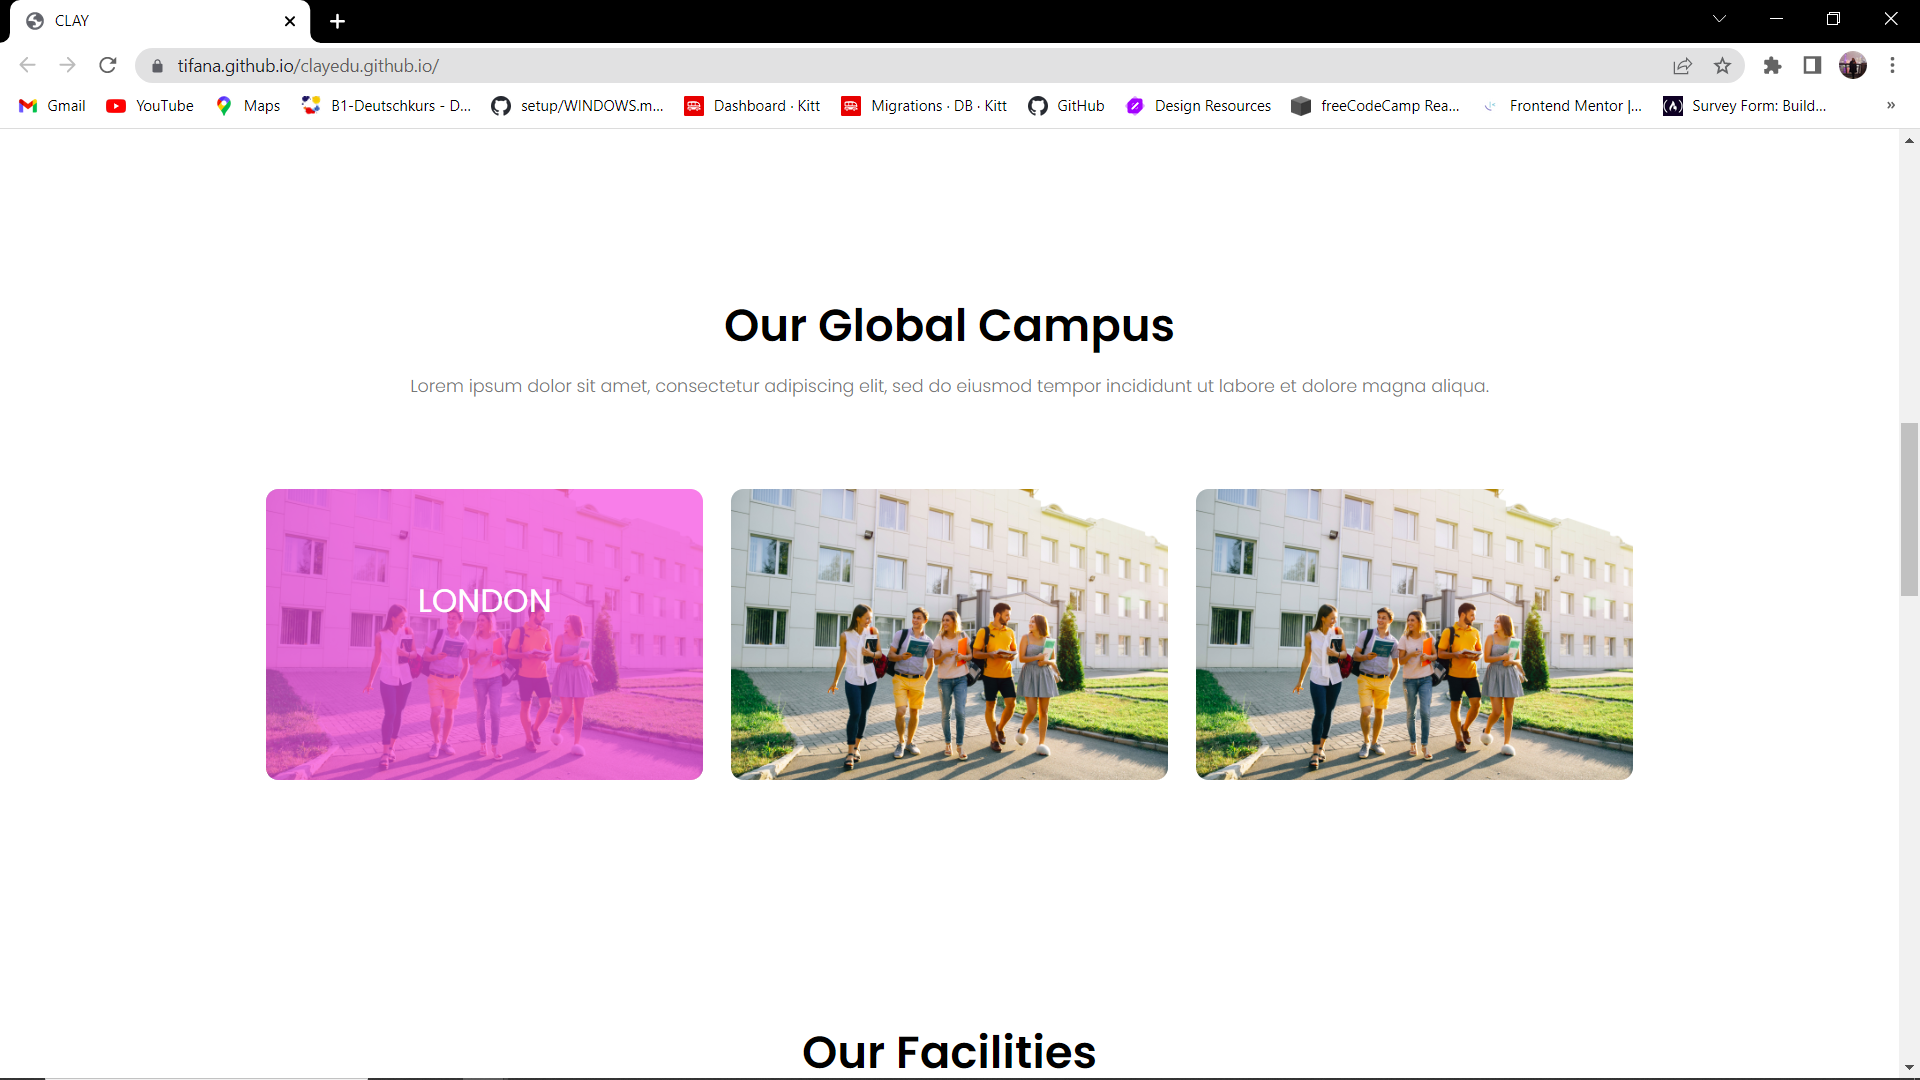 CLAY
tifana.github.io/clayedu.github.io/
Gmail YouTube Maps B1-Deutschkurs - D... setup/WINDOWS.m... Dashboard · Kitt Migrations · DB · Kitt GitHub Design Resources freeCodeCamp Rea... Frontend Mentor |... Survey Form: Build... »
Our Global Campus
Lorem ipsum dolor sit amet, consectetur adipiscing elit, sed do eiusmod tempor incididunt ut labore et dolore magna aliqua.
LONDON
Our Facilities